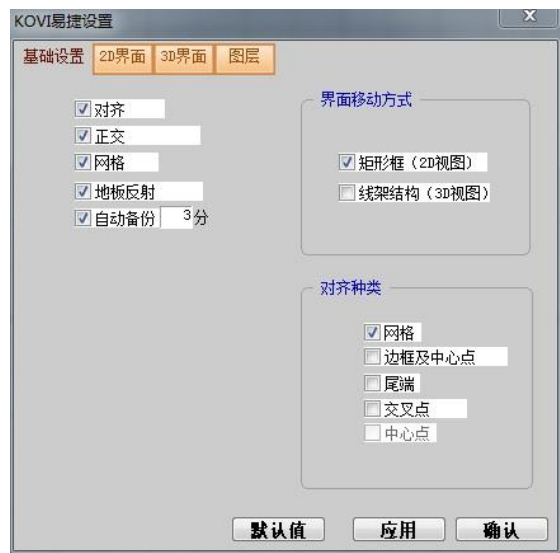 KOVI易捷设置
X
基础设置 2D界面 3D界面 图层
对齐
正交
网格
地板反射
自动备份 3分
界面移动方式
矩形框（2D视图）
线架结构（3D视图）
对齐种类
网格
边框及中心点
尾端
交叉点
中心点
默认值 应用 确认